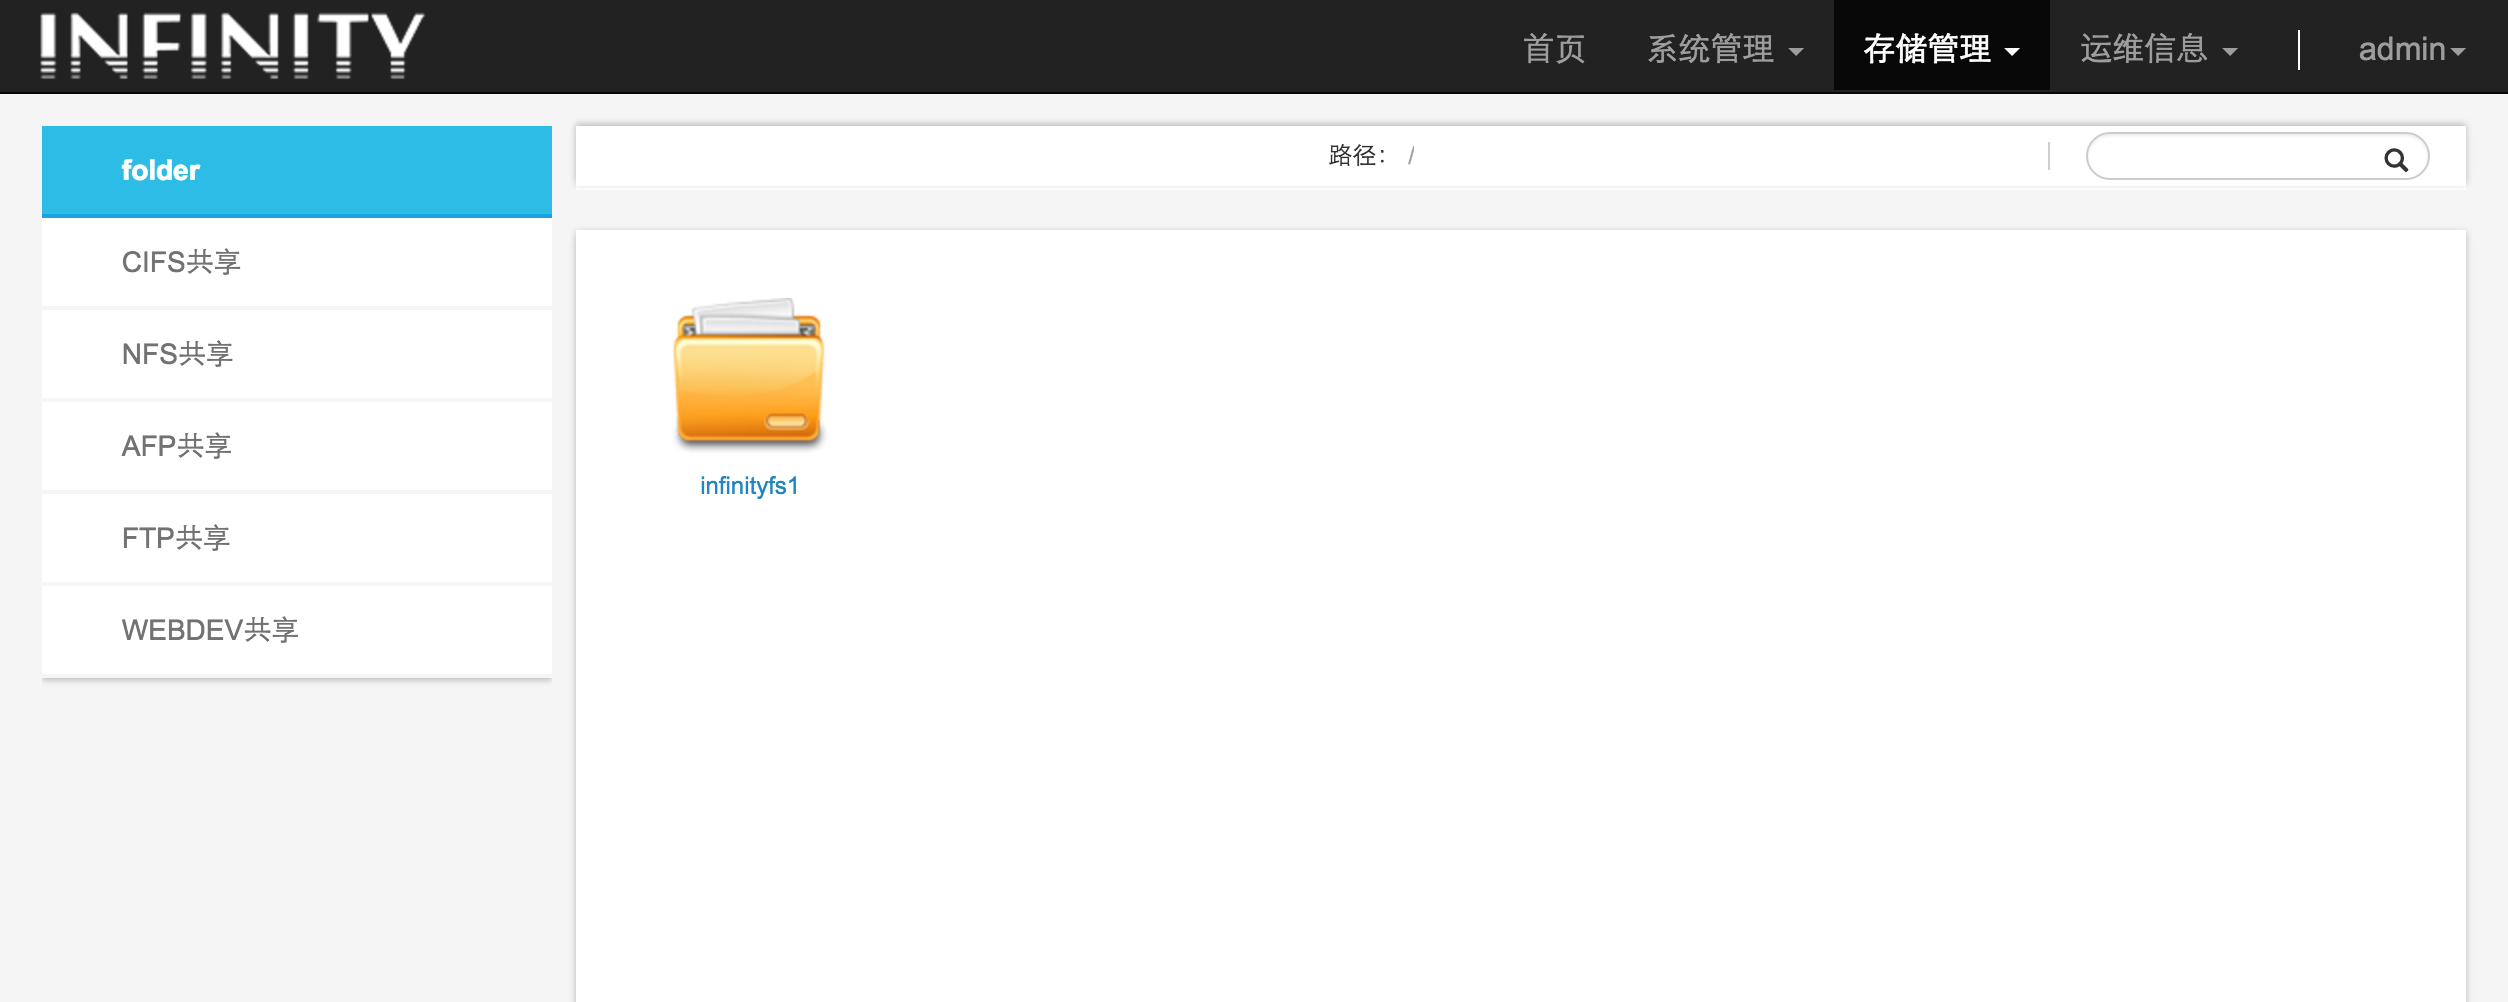 INFINITY
首页 系统管理 存储管理 运维信息 admin
folder
路径： /
CIFS共享
NFS共享
AFP共享
FTP共享
WEBDEV共享
infinityfs1